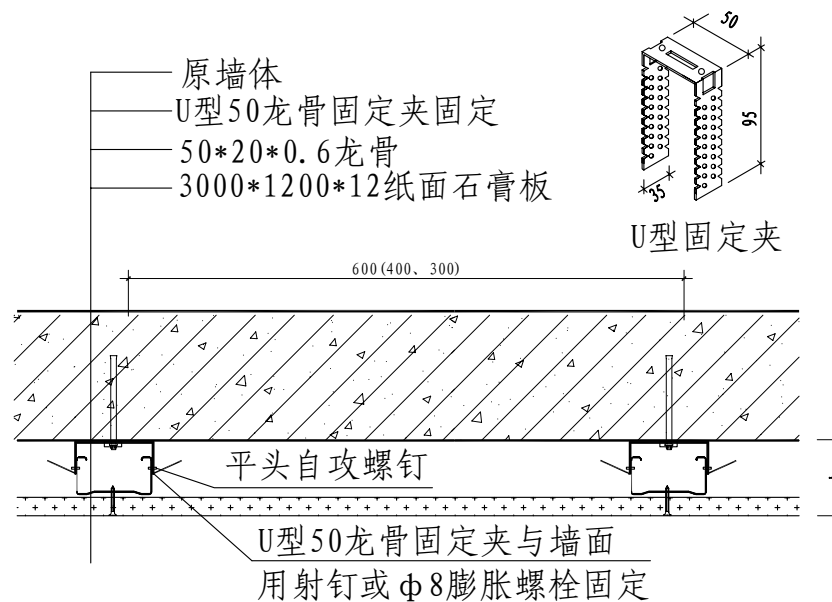 原墙体
U型50龙骨固定夹固定
50*20*0.6龙骨
3000*1200*12纸面石膏板
50
95
35
U型固定夹
600(400、300)
平头自攻螺钉
U型50龙骨固定夹与墙面
用射钉或ф8膨胀螺栓固定